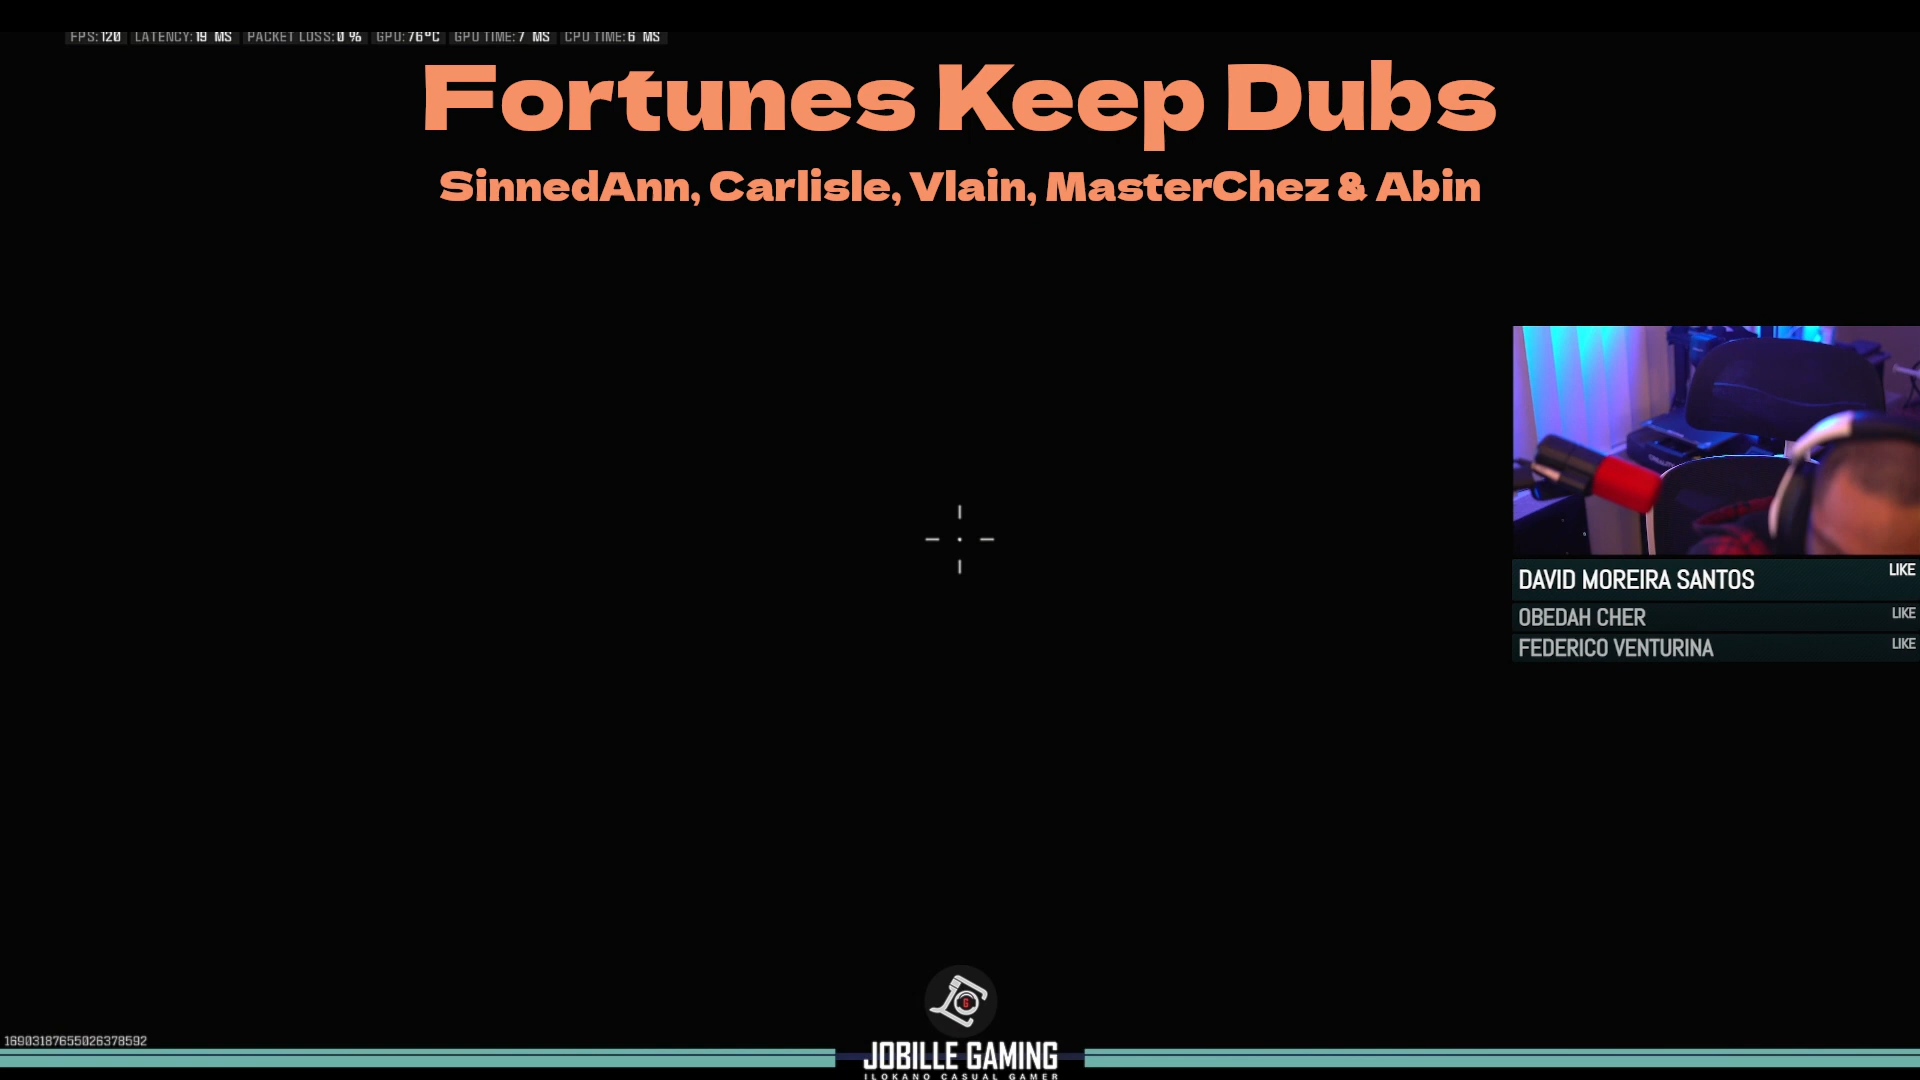 FPS: 120 LATENCY: 19 MS PACKET LOSS: 0 % GPU: 76°C GPU TIME: 7 MS CPU TIME: 6 MS
Fortunes Keep Dubs
SinnedAnn, Carlisle, Vlain, MasterChez & Abin
DAVID MOREIRA SANTOS LIKE
OBEDAH CHER LIKE
FEDERICO VENTURINA LIKE
16903187655026378592
JOBILLE GAMING
ILOKANO CASUAL GAMER